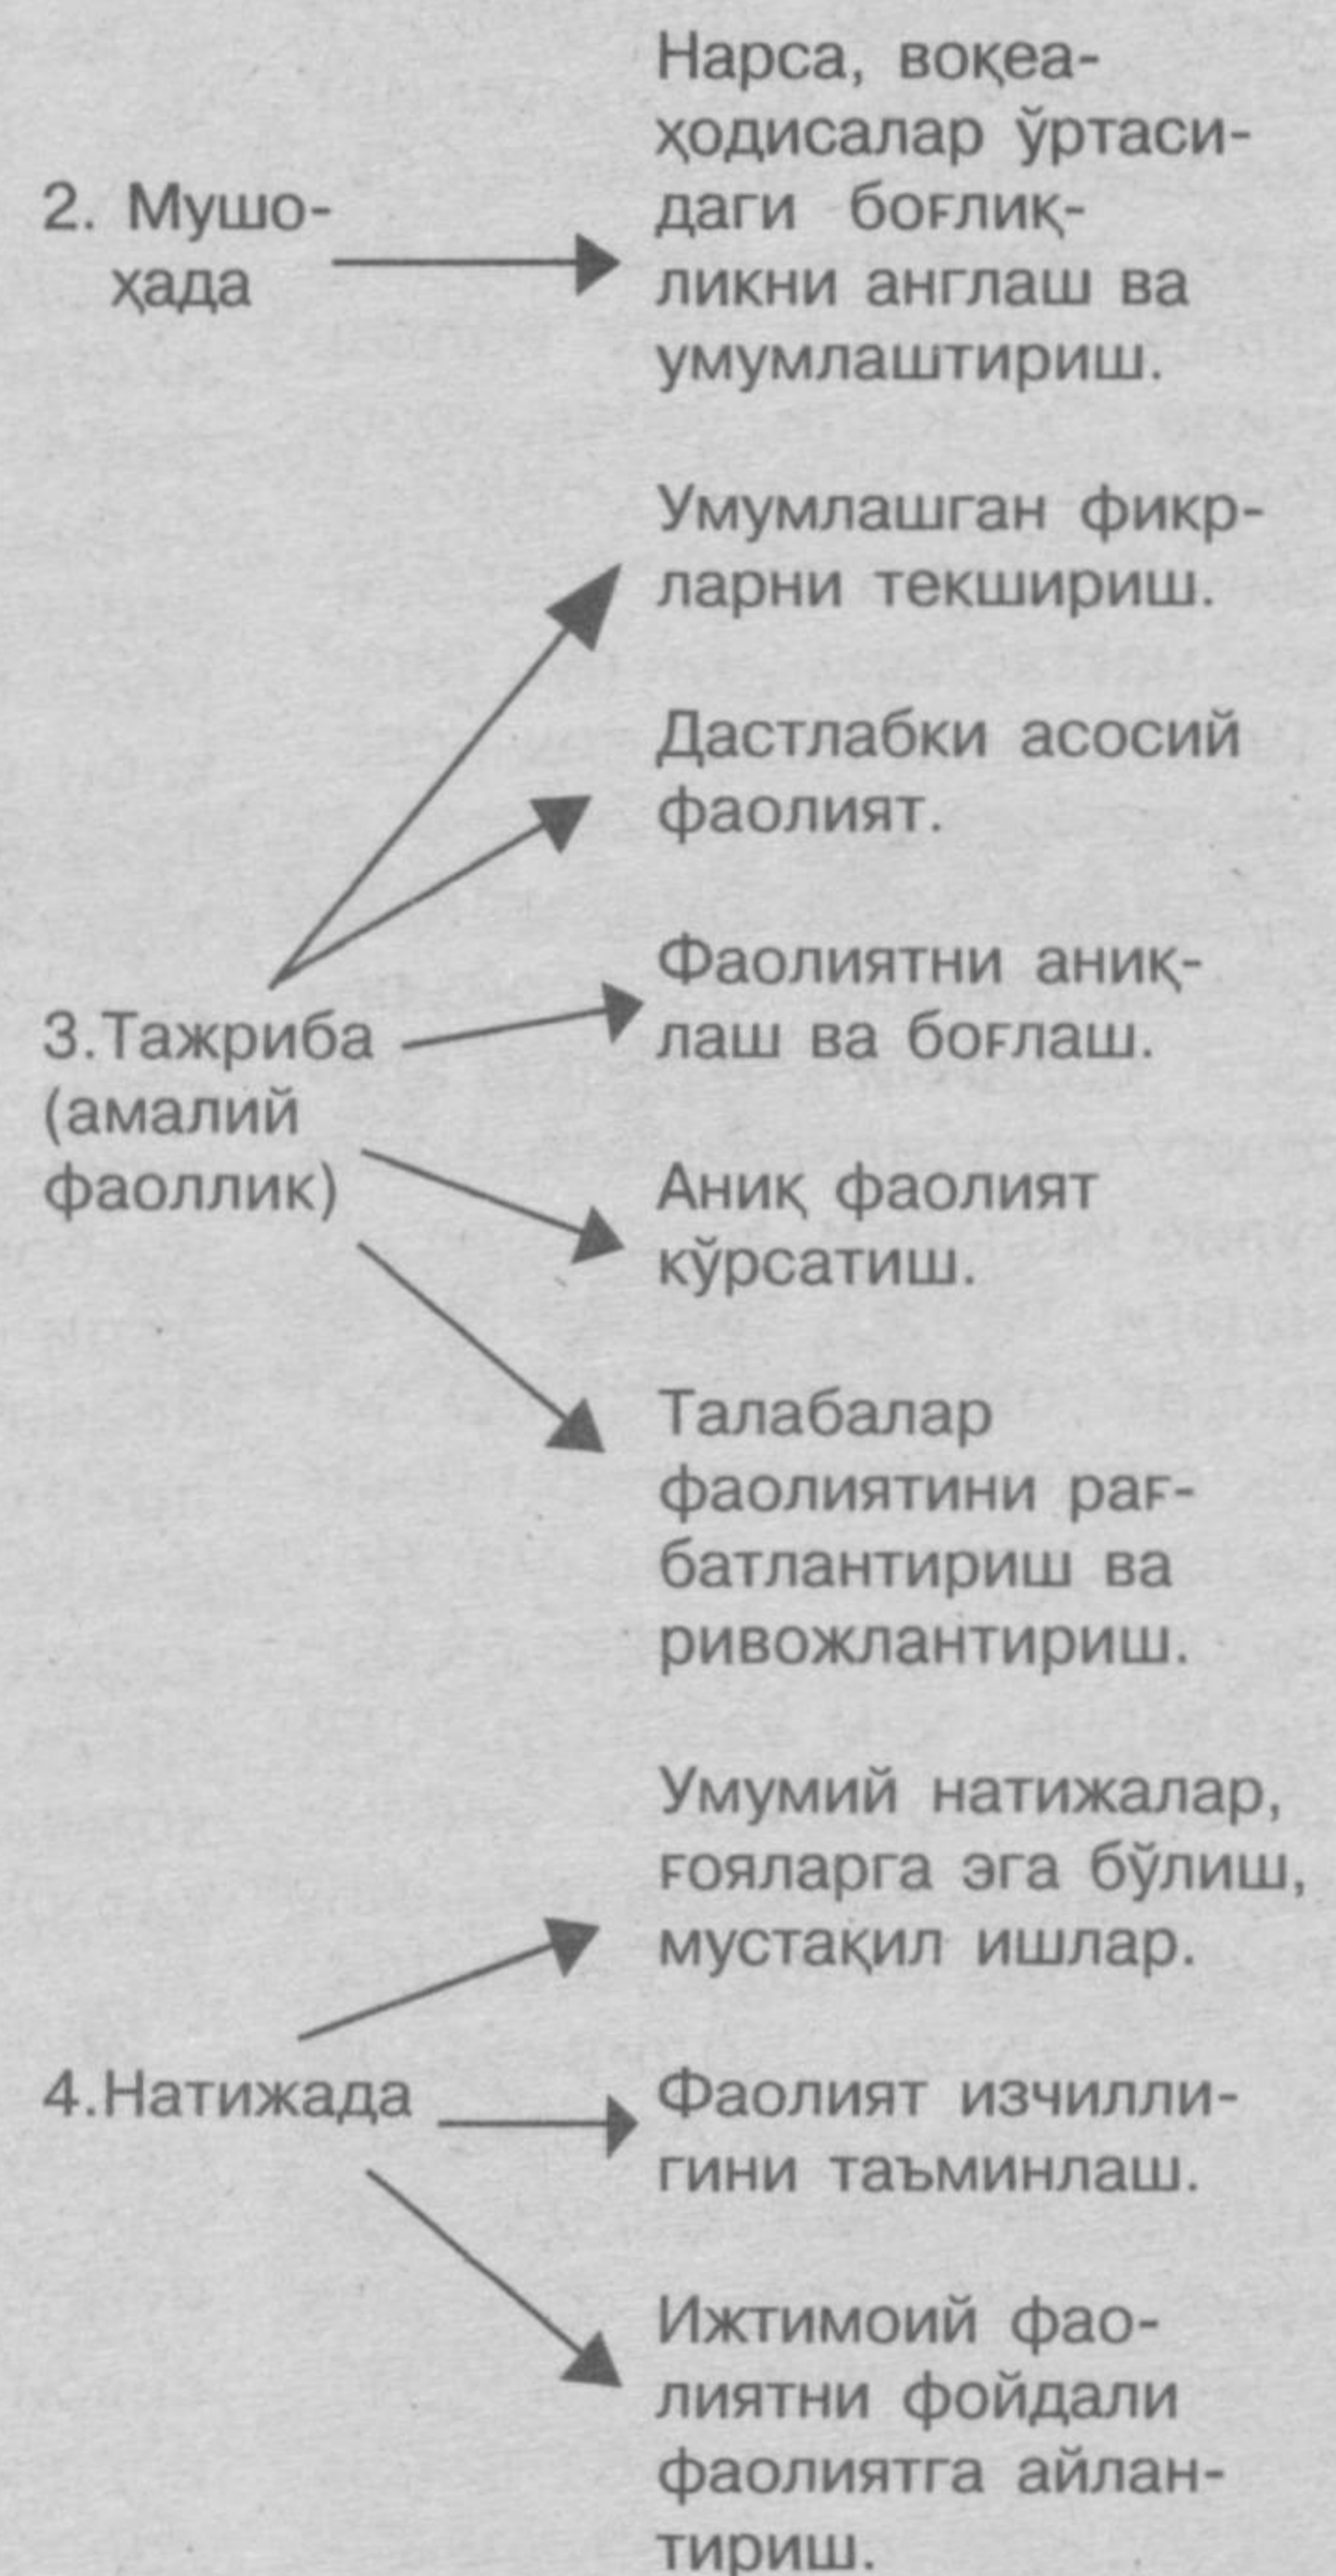 2. Мушо-
ҳада
Нарса, воқеа-
ҳодисалар ўртаси-
даги боғлиқ-
ликни англаш ва
умумлаштириш.
3.Тажриба
(амалий
фаоллик)
Умумлашган фикр-
ларни текшириш.
Дастлабки асосий
фаолият.
Фаолиятни аниқ-
лаш ва боғлаш.
Аниқ фаолият
кўрсатиш.
Талабалар
фаолиятини рағ-
батлантириш ва
ривожлантириш.
4.Натижада
Умумий натижалар,
ғояларга эга бўлиш,
мустақил ишлар.
Фаолият изчилли-
гини таъминлаш.
Ижтимоий фао-
лиятни фойдали
фаолиятга айлан-
тириш.